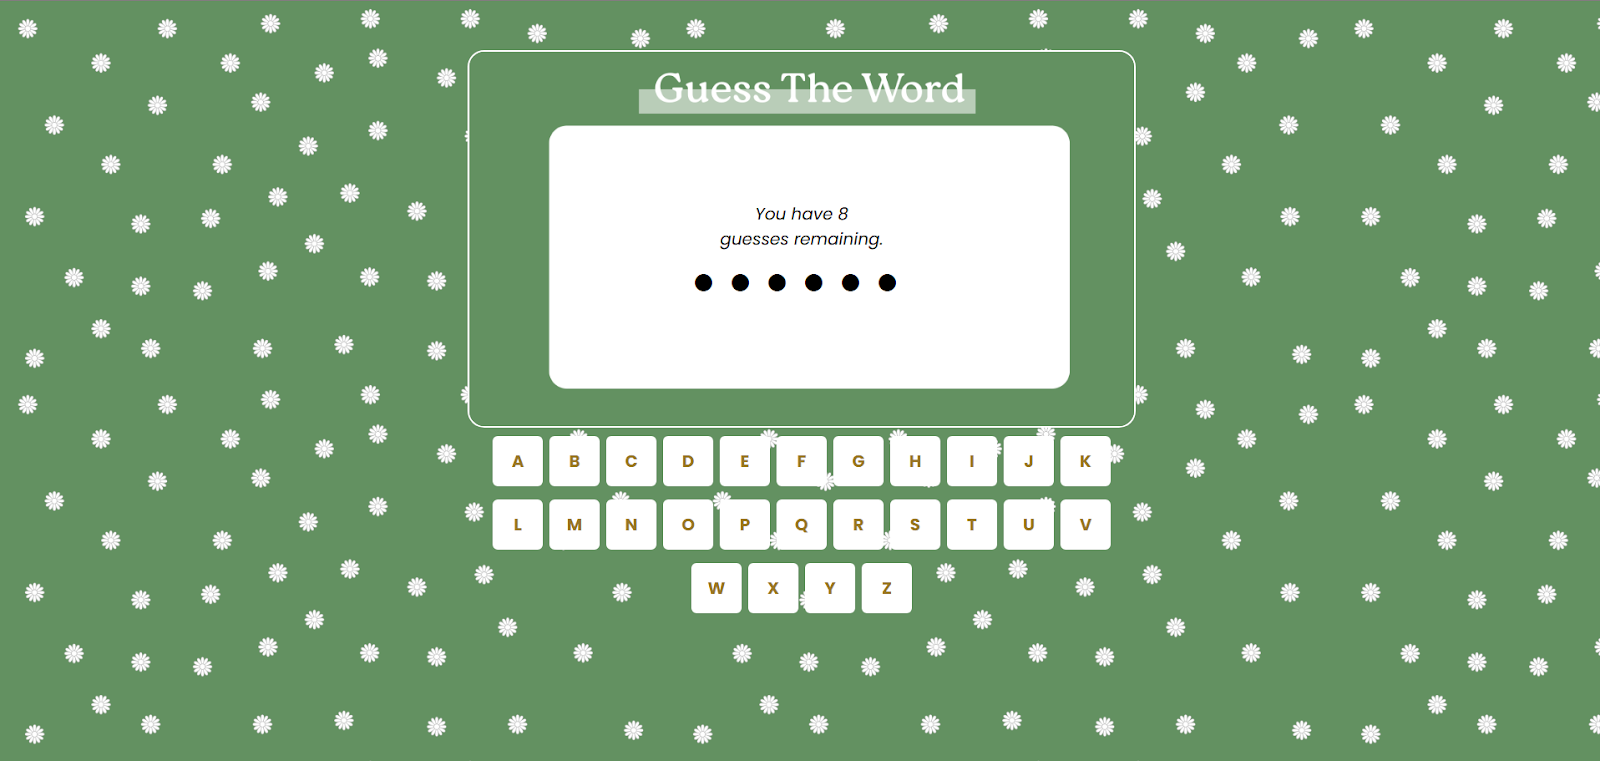 Guess The Word
You have 8
guesses remaining.
● ● ● ● ● ●
A B C D E F G H I J K
L M N O P Q R S T U V
W X Y Z